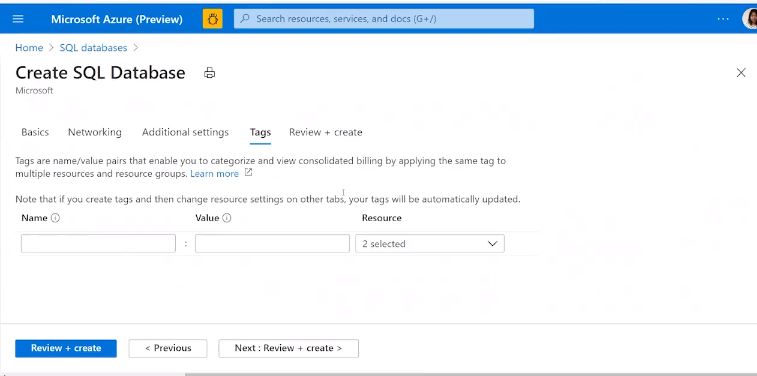 Microsoft Azure (Preview)
Search resources, services, and docs (G+/)
...
Home > SQL databases >
Create SQL Database
Microsoft
Basics Networking Additional settings Tags Review + create
Tags are name/value pairs that enable you to categorize and view consolidated billing by applying the same tag to
multiple resources and resource groups. Learn more
Note that if you create tags and then change resource settings on other tabs, your tags will be automatically updated.
Name Value Resource
: 2 selected
Review + create < Previous Next : Review + create >